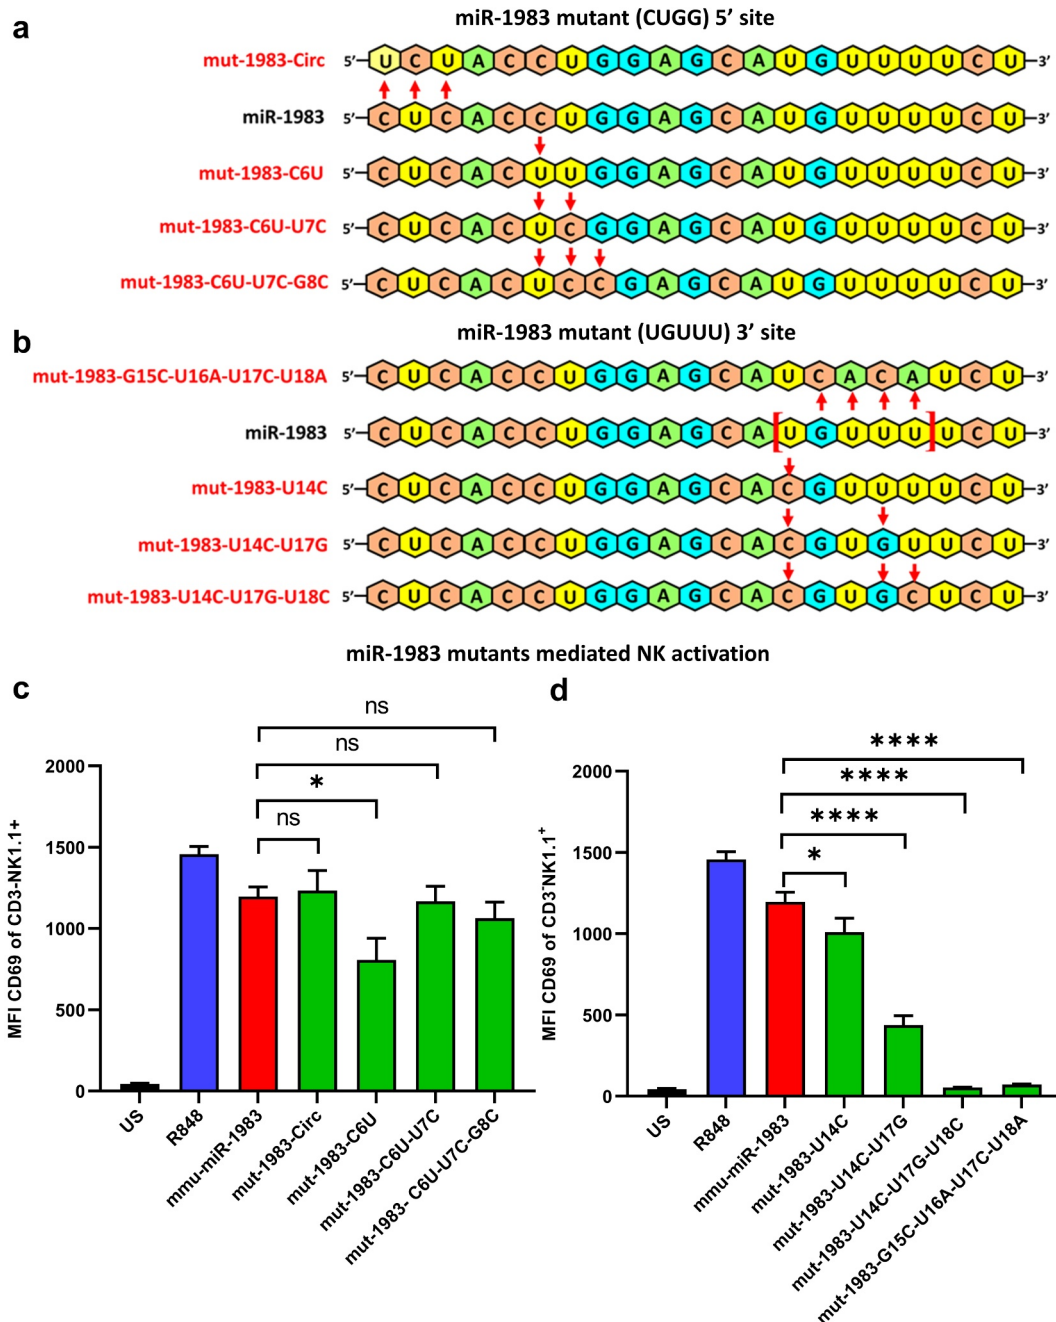 a
miR-1983 mutant (CUGG) 5’ site
mut-1983-Circ 5’ U C U A C C U G G A G C A U G U U U U C U 3’
miR-1983 5’ C U C A C C U G G A G C A U G U U U U C U 3’
mut-1983-C6U 5’ C U C A C U U G G A G C A U G U U U U C U 3’
mut-1983-C6U-U7C 5’ C U C A C U C G G A G C A U G U U U U C U 3’
mut-1983-C6U-U7C-G8C 5’ C U C A C U C C G A G C A U G U U U U C U 3’
b
miR-1983 mutant (UGUUU) 3’ site
mut-1983-G15C-U16A-U17C-U18A 5’ C U C A C C U G G A G C A U C A C A U C U 3’
miR-1983 5’ C U C A C C U G G A G C A [ U G U U U ] U C U 3’
mut-1983-U14C 5’ C U C A C C U G G A G C A C G U U U U C U 3’
mut-1983-U14C-U17G 5’ C U C A C C U G G A G C A C G U G U U C U 3’
mut-1983-U14C-U17G-U18C 5’ C U C A C C U G G A G C A C G U G C U C U 3’
miR-1983 mutants mediated NK activation
c
ns
ns
*
ns
MFI CD69 of CD3-NK1.1+
2000
1500
1000
500
0
US
R848
mmu-miR-1983
mut-1983-Circ
mut-1983-C6U
mut-1983-C6U-U7C
mut-1983- C6U-U7C-G8C
d
****
****
****
*
MFI CD69 of CD3⁻NK1.1⁺
2000
1500
1000
500
0
US
R848
mmu-miR-1983
mut-1983-U14C
mut-1983-U14C-U17G
mut-1983-U14C-U17G-U18C
mut-1983-G15C-U16A-U17C-U18A